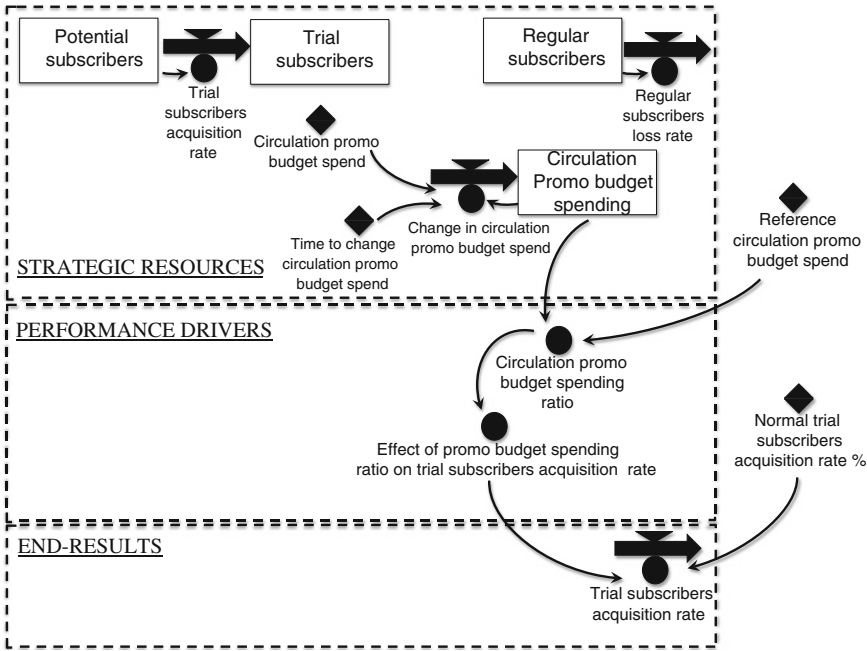 Potential
subscribers
Trial
subscribers
Regular
subscribers
Trial
subscribers
acquisition
rate
Regular
subscribers
loss rate
Circulation promo
budget spend
Circulation
Promo budget
spending
Time to change
circulation promo
budget spend
Change in circulation
promo budget spend
Reference
circulation promo
budget spend
STRATEGIC RESOURCES
PERFORMANCE DRIVERS
Circulation promo
budget spending
ratio
Normal trial
subscribers
acquisition rate %
Effect of promo budget spending
ratio on trial subscribers acquisition rate
END-RESULTS
Trial subscribers
acquisition rate